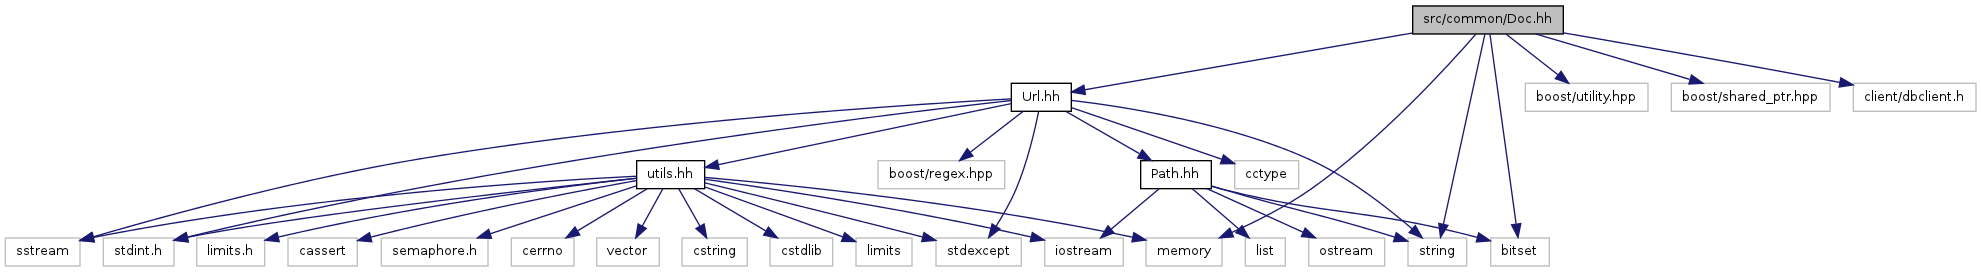 src/common/Doc.hh
Url.hh
boost/utility.hpp
boost/shared_ptr.hpp
client/dbclient.h
utils.hh
boost/regex.hpp
Path.hh
cctype
sstream
stdint.h
limits.h
cassert
semaphore.h
cerrno
vector
cstring
cstdlib
limits
stdexcept
iostream
memory
list
ostream
string
bitset